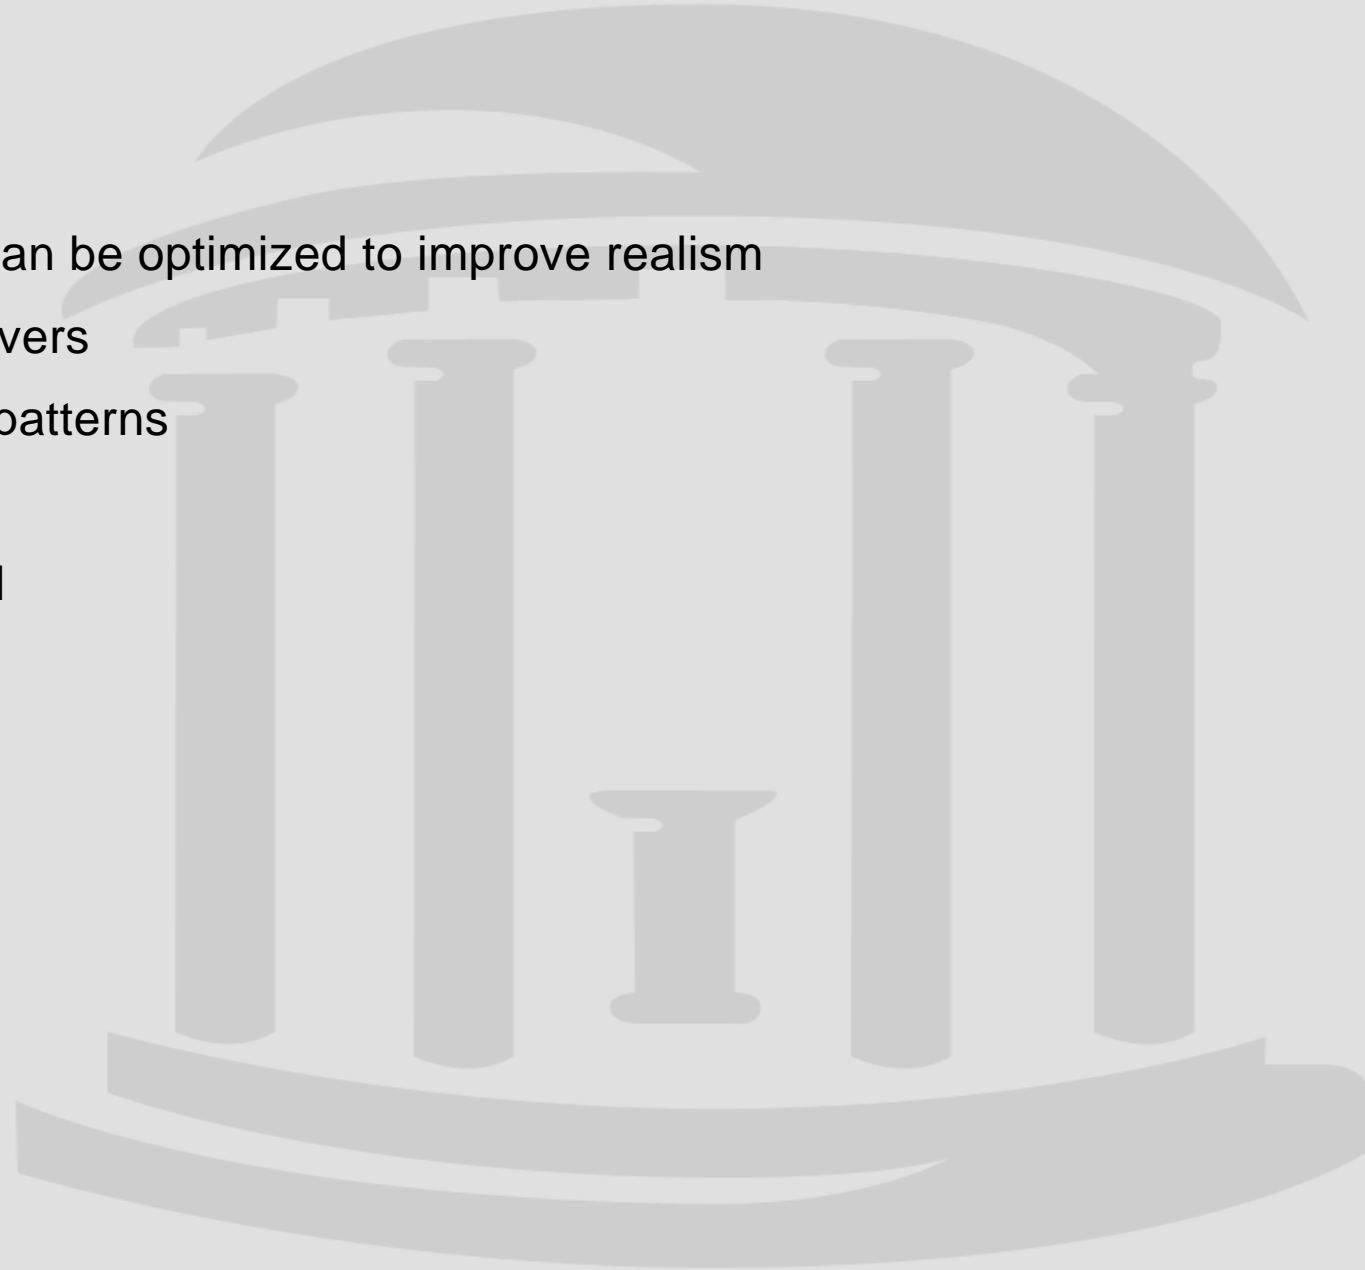 an be optimized to improve realism
vers
patterns